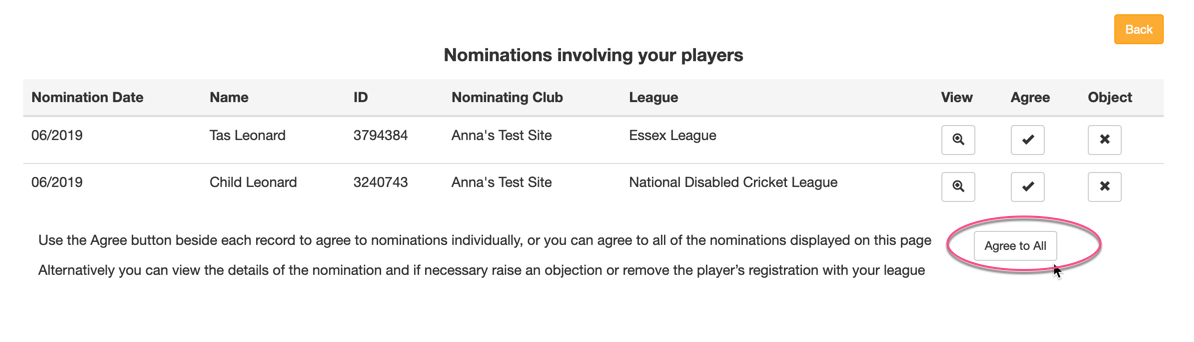 Back
Nominations involving your players
Nomination Date Name ID Nominating Club League View Agree Object
06/2019 Tas Leonard 3794384 Anna's Test Site Essex League
06/2019 Child Leonard 3240743 Anna's Test Site National Disabled Cricket League
Use the Agree button beside each record to agree to nominations individually, or you can agree to all of the nominations displayed on this page
Agree to All
Alternatively you can view the details of the nomination and if necessary raise an objection or remove the player’s registration with your league